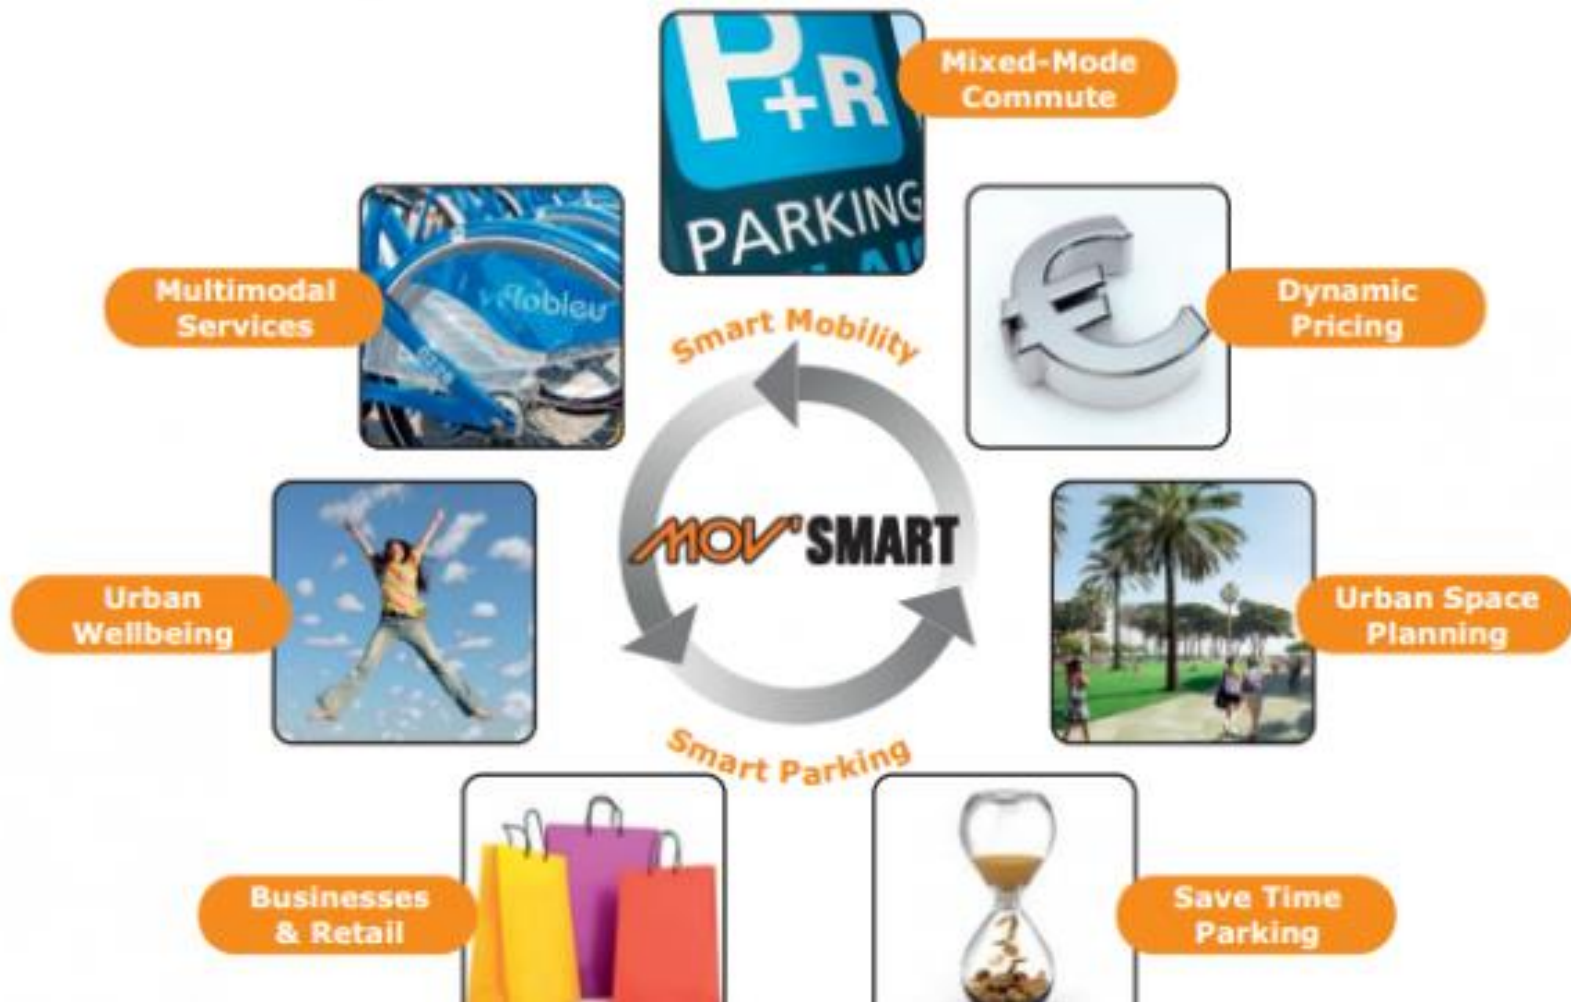 P+R
PARKING
Mixed-Mode
Commute
Multimodal
Services
vélobleu
Dynamic
Pricing
Smart Mobility
MOV'SMART
Urban
Wellbeing
Urban Space
Planning
Smart Parking
Businesses
& Retail
Save Time
Parking